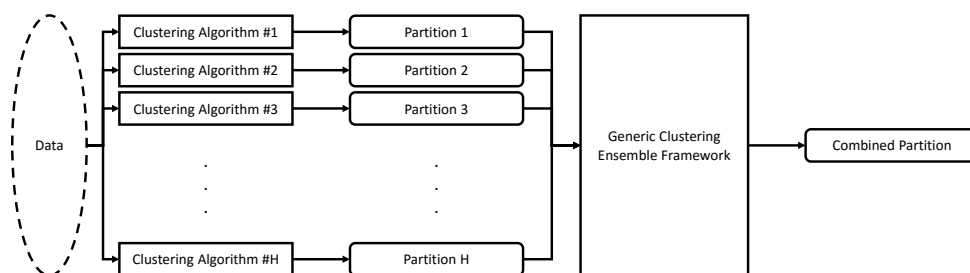 Clustering Algorithm #1
Partition 1
Clustering Algorithm #2
Partition 2
Clustering Algorithm #3
Partition 3
Data
Generic Clustering
Ensemble Framework
Combined Partition
.
.
.
.
.
.
Clustering Algorithm #H
Partition H